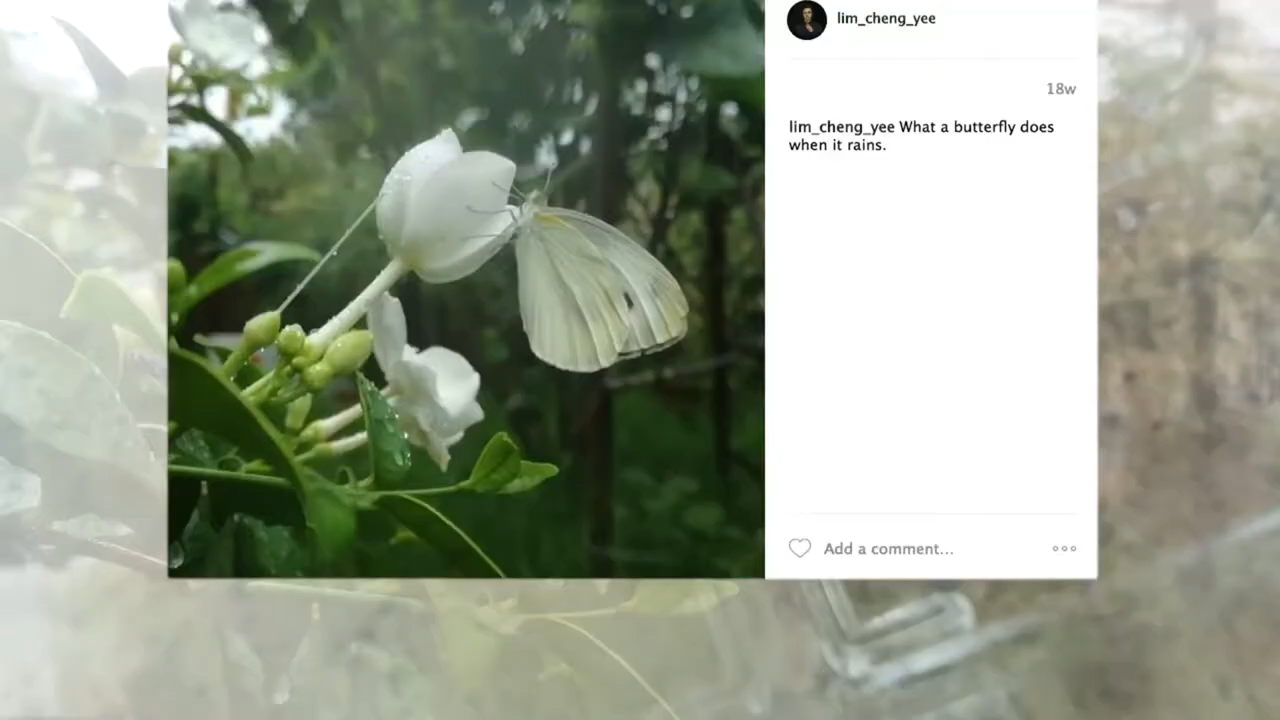 lim_cheng_yee
18w
lim_cheng_yee What a butterfly does
when it rains.
Add a comment...